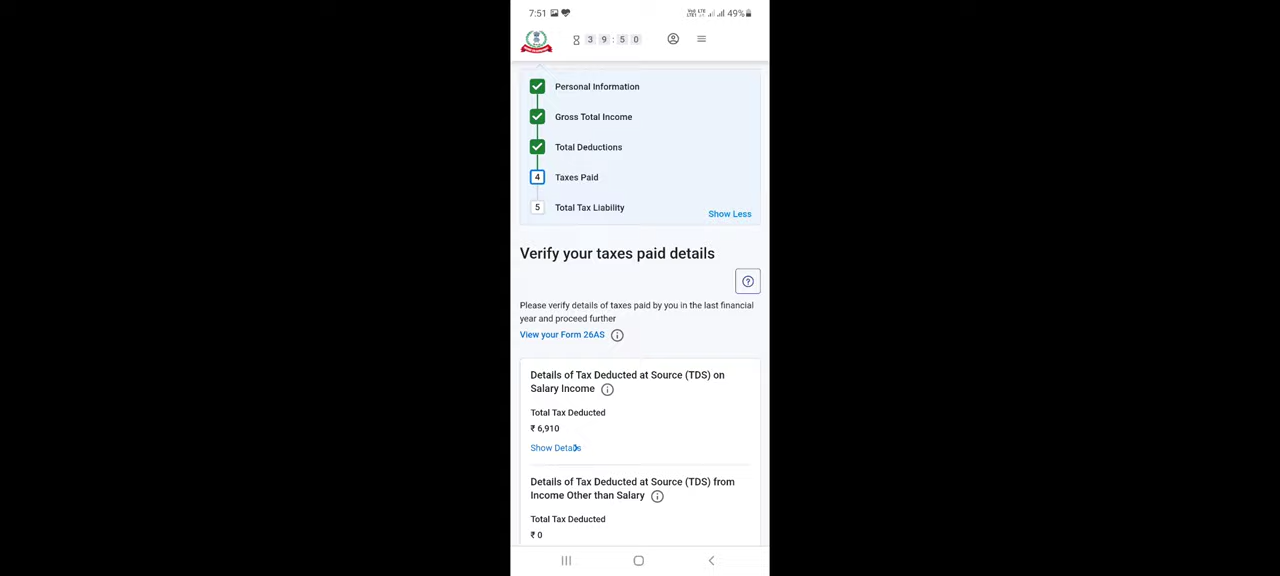 7:51
49%
3 9 : 5 0
Personal Information
Gross Total Income
Total Deductions
4 Taxes Paid
5 Total Tax Liability
Show Less
Verify your taxes paid details
Please verify details of taxes paid by you in the last financial
year and proceed further
View your Form 26AS
Details of Tax Deducted at Source (TDS) on
Salary Income
Total Tax Deducted
₹ 6,910
Show Details
Details of Tax Deducted at Source (TDS) from
Income Other than Salary
Total Tax Deducted
₹ 0